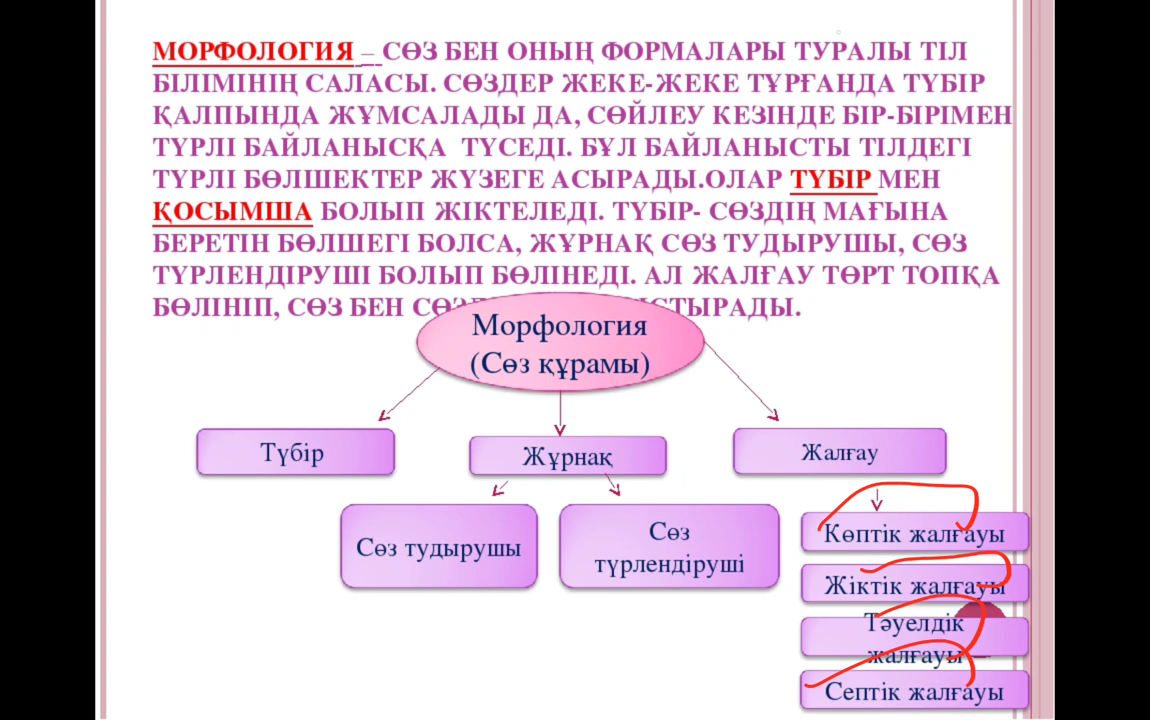 МОРФОЛОГИЯ – СӨЗ БЕН ОНЫҢ ФОРМАЛАРЫ ТУРАЛЫ ТІЛ
БІЛІМІНІҢ САЛАСЫ. СӨЗДЕР ЖЕКЕ-ЖЕКЕ ТҰРҒАНДА ТҮБІР
ҚАЛПЫНДА ЖҰМСАЛАДЫ ДА, СӨЙЛЕУ КЕЗІНДЕ БІР-БІРІМЕН
ТҮРЛІ БАЙЛАНЫСҚА ТҮСЕДІ. БҰЛ БАЙЛАНЫСТЫ ТІЛДЕГІ
ТҮРЛІ БӨЛШЕКТЕР ЖҮЗЕГЕ АСЫРАДЫ.ОЛАР ТҮБІР МЕН
ҚОСЫМША БОЛЫП ЖІКТЕЛЕДІ. ТҮБІР- СӨЗДІҢ МАҒЫНА
БЕРЕТІН БӨЛШЕГІ БОЛСА, ЖҰРНАҚ СӨЗ ТУДЫРУШЫ, СӨЗ
ТҮРЛЕНДІРУШІ БОЛЫП БӨЛІНЕДІ. АЛ ЖАЛҒАУ ТӨРТ ТОПҚА
БӨЛІНІП, СӨЗ БЕН
Морфология
(Сөз құрамы)
Түбір
Жұрнақ
Жалғау
Сөз тудырушы
Сөз
түрлендіруші
Көптік жалғауы
Жіктік жалғауы
Тәуелдік
жалғауы
Септік жалғауы